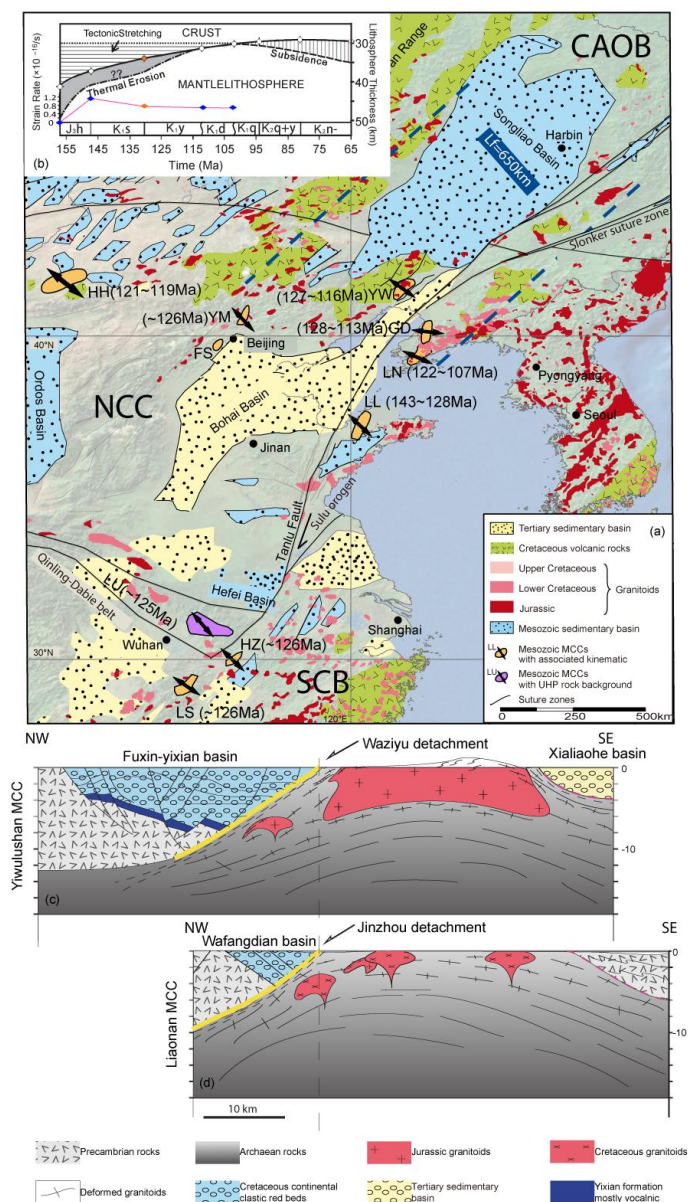 TectonicStretching
CRUST
Subsidence
??
Thermal Erosion
MANTLELITHOSPHERE
Strain Rate (×10 -16/s)
1.2
0.8
0.4
0
30
40
50
Lithosphere Thickness (km)
J3h
K1s
K1y
K1d
K1q
K2q+y
K2n-
155 145 135 125 115 105 95 85 75 65
Time (Ma)
(b)
an Range
CAOB
Songliao Basin
Harbin
Lf=650km
Slonker suture zone
HH(121~119Ma)
(127~116Ma)YW
(~126Ma)YM
(128~113Ma)GD
40°N
Beijing
FS
LN (122~107Ma)
Pyongyang
Ordos Basin
NCC
Bohai Basin
LL (143~128Ma)
Seoul
Jinan
Tanlu Fault
Sulu orogen
Qinling-Dabie belt
LU(~125Ma)
Hefei Basin
Wuhan
HZ(~126Ma)
Shanghai
30°N
SCB
LS (~126Ma)
120°E
(a)
Tertiary sedimentary basin
Cretaceous volcanic rocks
Upper Cretaceous
Lower Cretaceous
Jurassic
Granitoids
Mesozoic sedimentary basin
LL
Mesozoic MCCs
with associated kinematic
LU
Mesozoic MCCs
with UHP rock background
Suture zones
0 250 500km
NW
SE
Waziyu detachment
Fuxin-yixian basin
Xialiaohe basin
Yiwulushan MCC
0
-10
(c)
NW
SE
Jinzhou detachment
Wafangdian basin
Liaonan MCC
0
-10
(d)
10 km
Precambrian rocks
Archaean rocks
Jurassic granitoids
Cretaceous granitoids
Deformed granitoids
Cretaceous continental
clastic red beds
Tertiary sedimentary
basin
Yixian formation
mostly vocalnic